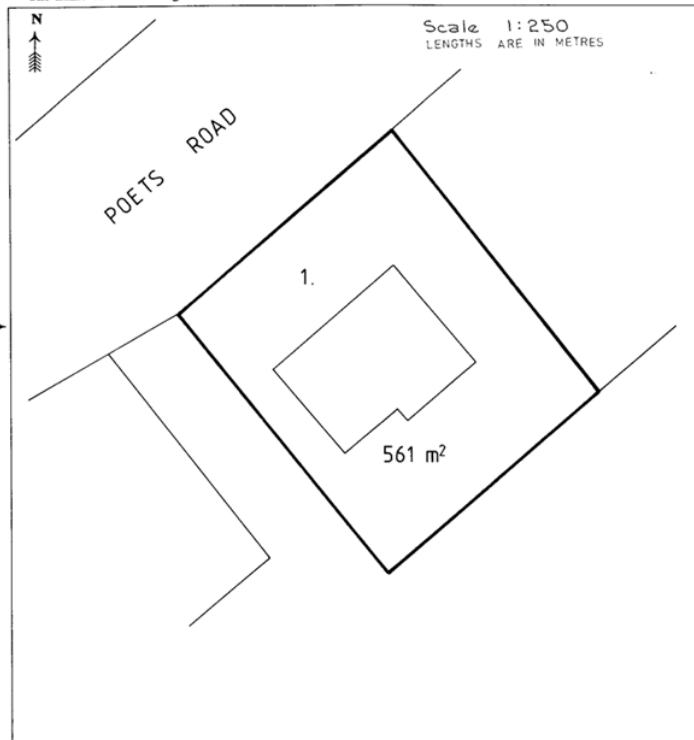 N
Scale 1:250
LENGTHS ARE IN METRES
POETS ROAD
1.
561 m²